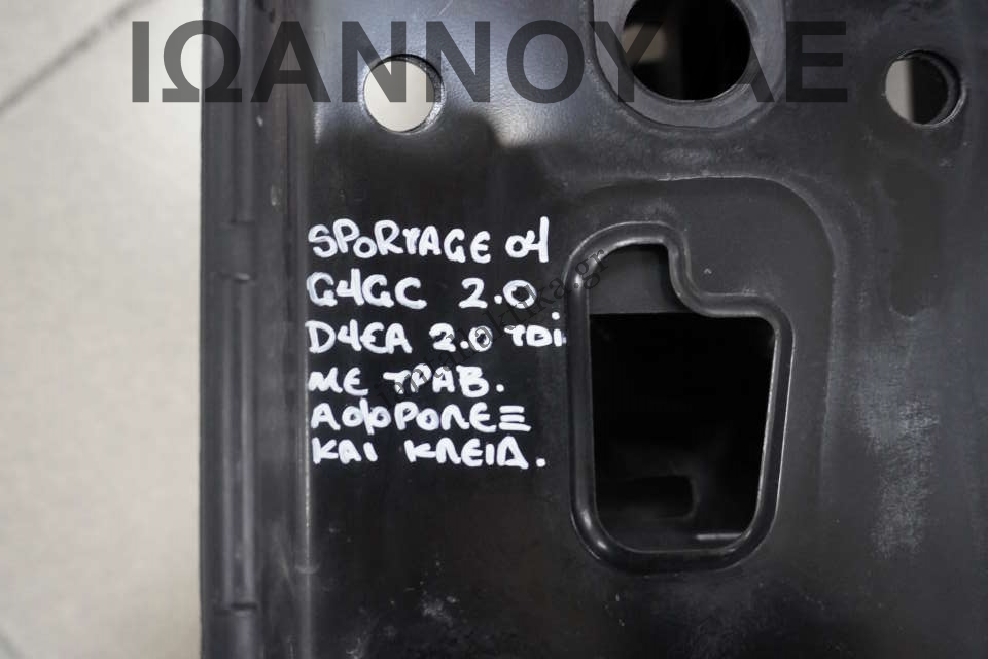 ΙΩΑΝΝΟΥ ΑΕ
SPORTAGE 04
G4GC 2.0
D4EA 2.0 TDi
ΜΕ ΤΡΑΒ.
ΑΦΟΡΟΛΕΞ
ΚΑΙ ΚΛΕΙΔ.